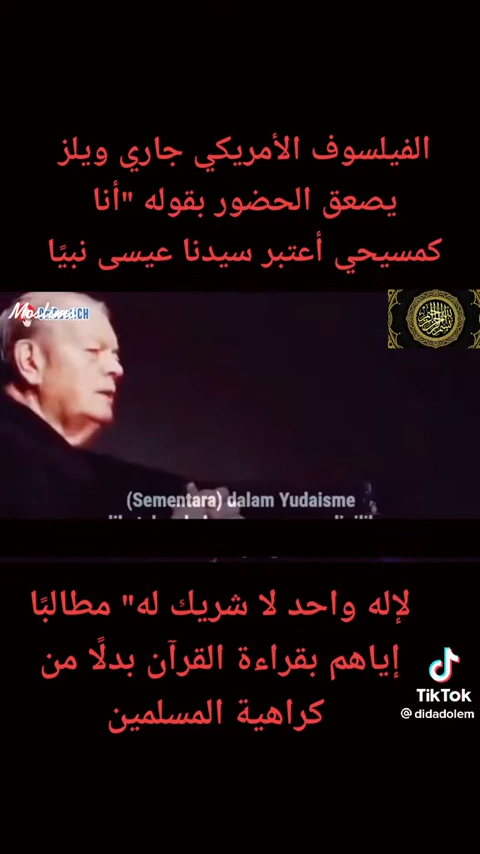 الفيلسوف الأمريكي جاري ويلز
يصعق الحضور بقوله "أنا
كمسيحي أعتبر سيدنا عيسى نبيًا
(Sementara) dalam Yudaisme
لإله واحد لا شريك له" مطالبًا
إياهم بقراءة القرآن بدلًا من
كراهية المسلمين
TikTok
@didadolem